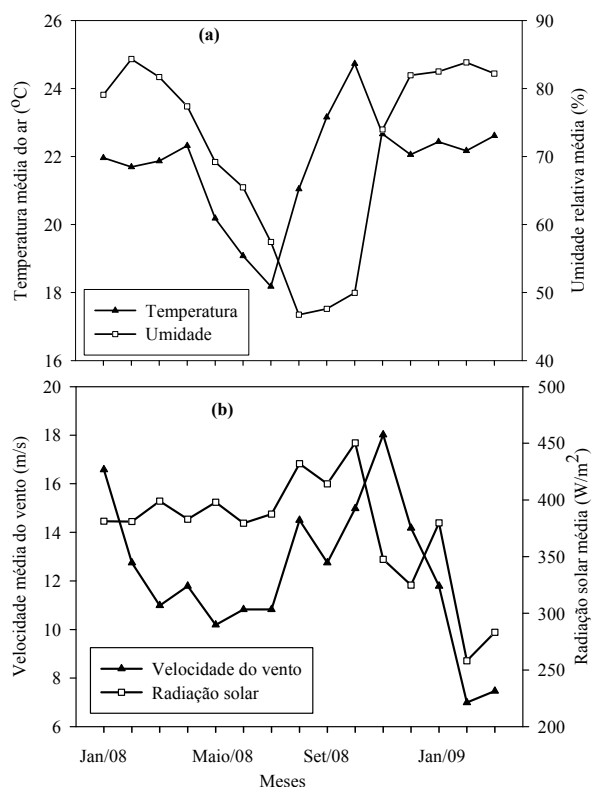 (a)
Temperatura média do ar (ºC)
26
24
22
20
18
16
Umidade relativa média (%)
90
80
70
60
50
40
Temperatura
Umidade
(b)
Velocidade média do vento (m/s)
20
18
16
14
12
10
8
6
Radiação solar média (W/m²)
500
450
400
350
300
250
200
Velocidade do vento
Radiação solar
Jan/08 Maio/08 Set/08 Jan/09
Meses